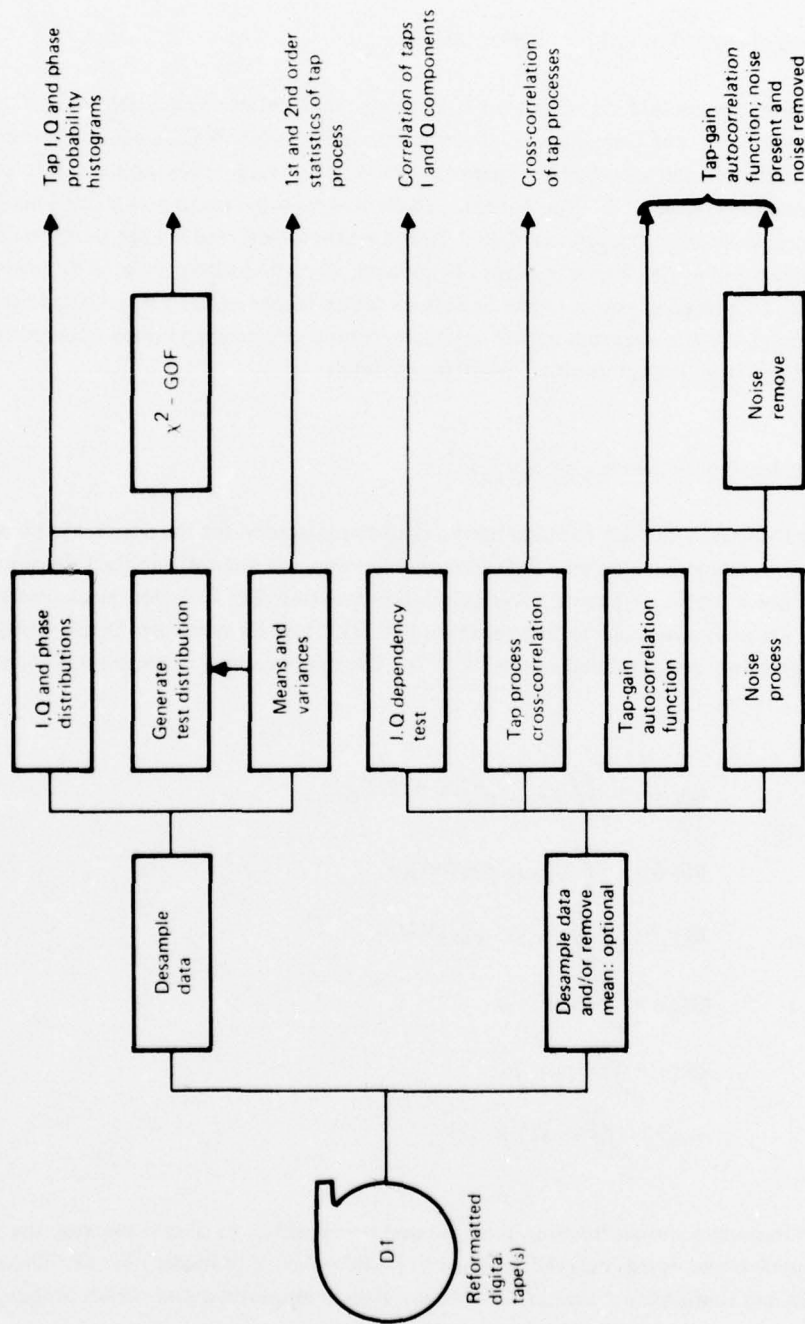 DT
Reformatted
digital
tape(s)
Desample
data
Desample data
and/or remove
mean: optional
I,Q and phase
distributions
Generate
test distribution
Means and
variances
I,Q dependency
test
Tap process
cross-correlation
Tap-gain
autocorrelation
function
Noise
process
χ² - GOF
Noise
remove
Tap I,Q and phase
probability
histograms
1st and 2nd order
statistics of tap
process
Correlation of taps
I and Q components
Cross-correlation
of tap processes
Tap-gain
autocorrelation
function; noise
present and
noise removed